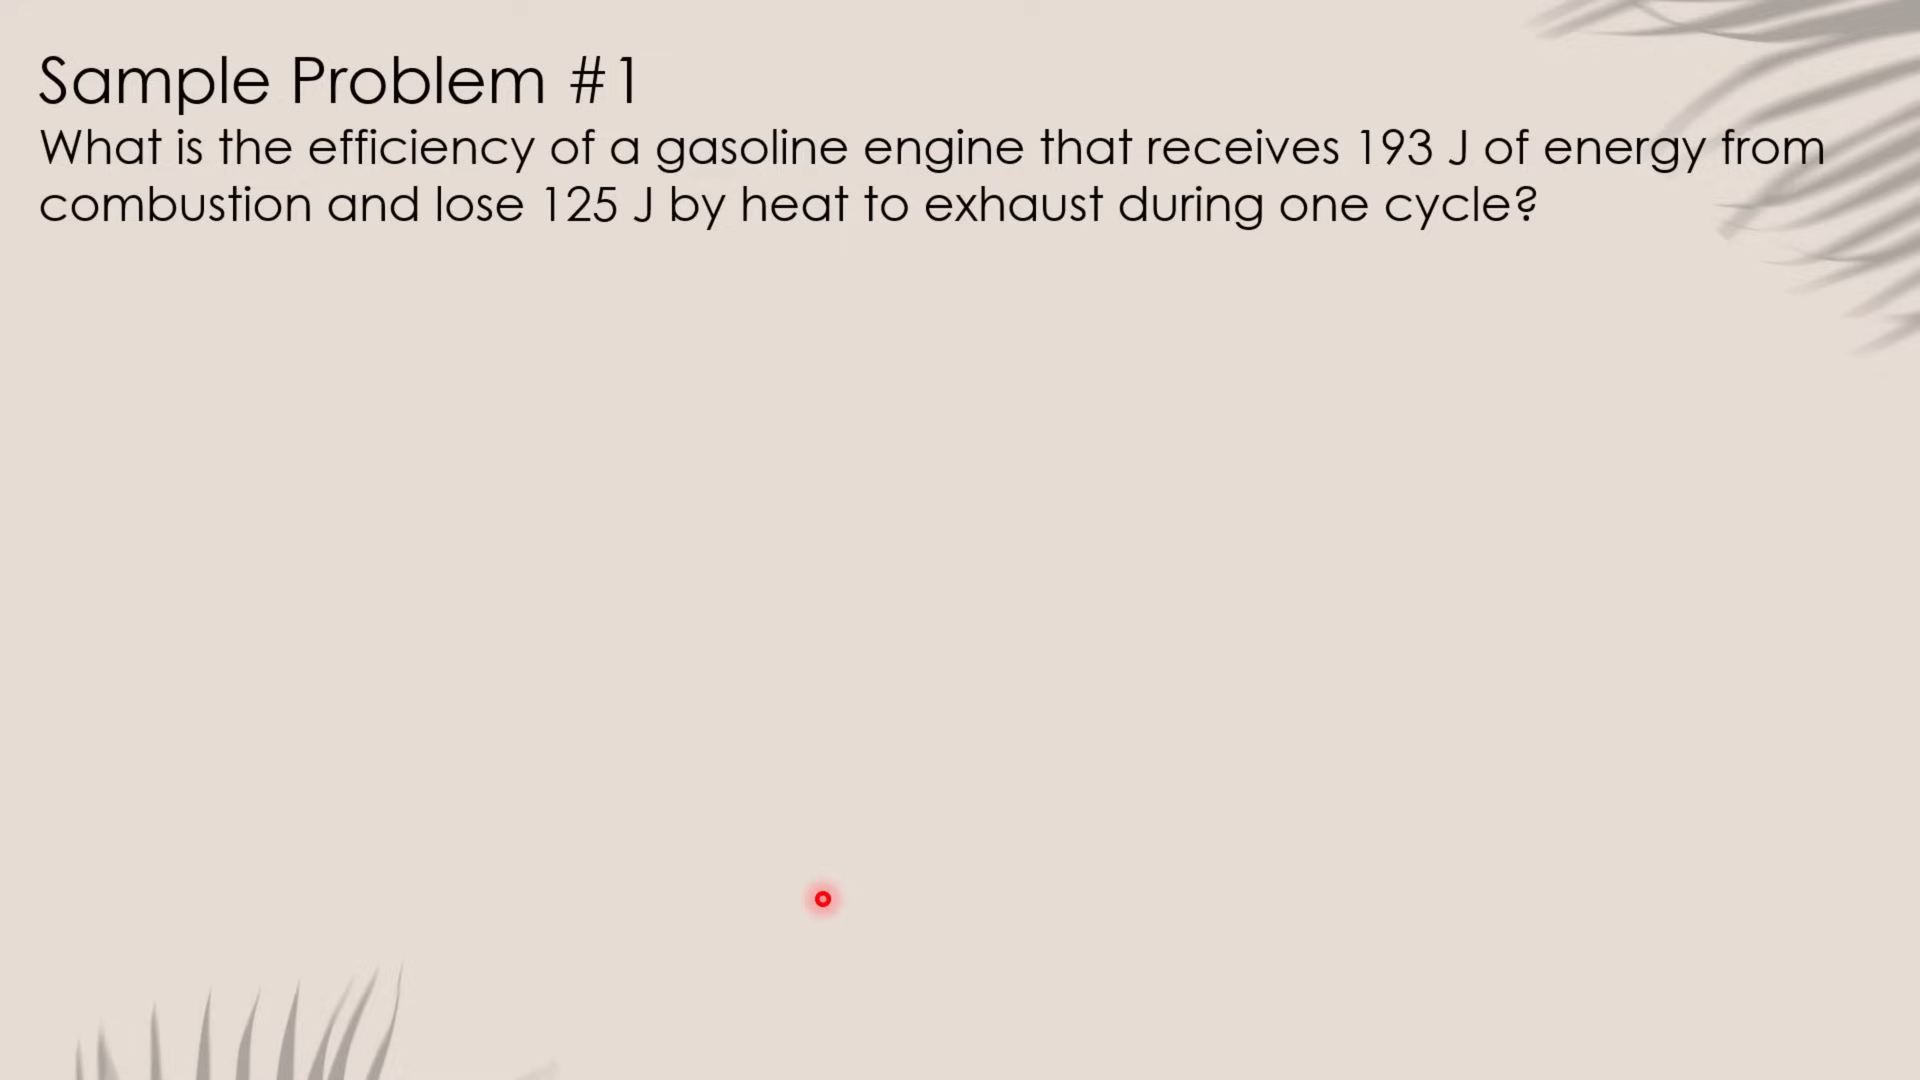 Sample Problem #1
What is the efficiency of a gasoline engine that receives 193 J of energy from
combustion and lose 125 J by heat to exhaust during one cycle?